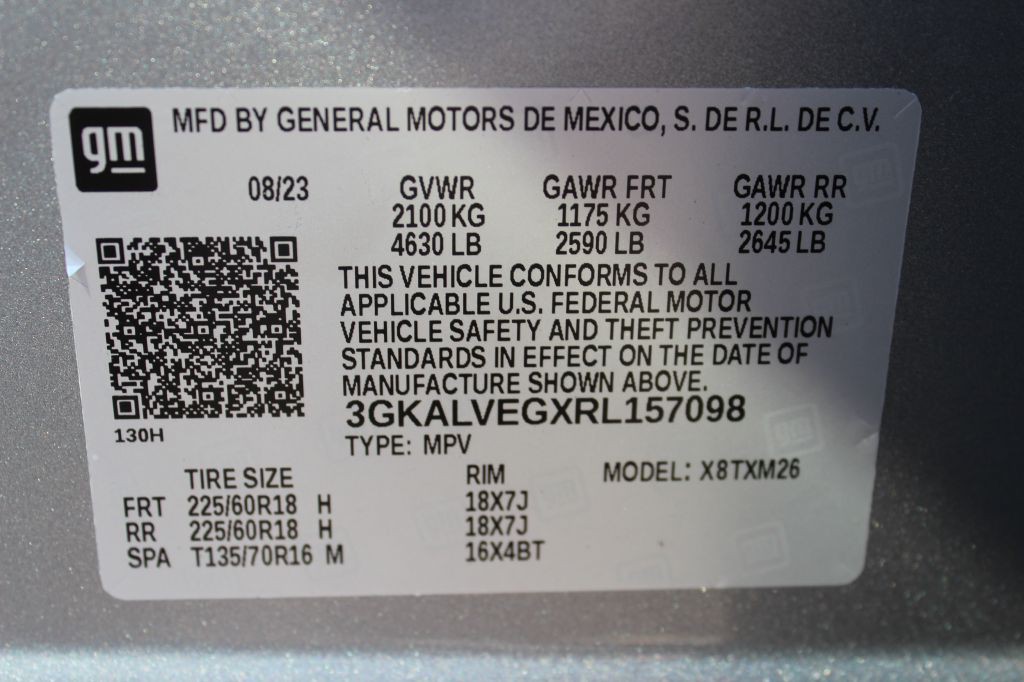 gm
MFD BY GENERAL MOTORS DE MEXICO, S. DE R.L. DE C.V.
08/23 GVWR GAWR FRT GAWR RR
2100 KG 1175 KG 1200 KG
4630 LB 2590 LB 2645 LB
THIS VEHICLE CONFORMS TO ALL
APPLICABLE U.S. FEDERAL MOTOR
VEHICLE SAFETY AND THEFT PREVENTION
STANDARDS IN EFFECT ON THE DATE OF
MANUFACTURE SHOWN ABOVE.
3GKALVEGXRL157098
130H
TYPE: MPV
TIRE SIZE RIM MODEL: X8TXM26
FRT 225/60R18 H 18X7J
RR 225/60R18 H 18X7J
SPA T135/70R16 M 16X4BT